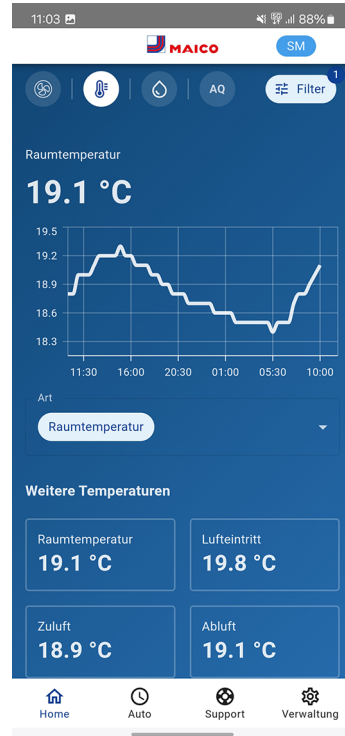 11:03 88%
MAICO
SM
AQ
Filter
1
Raumtemperatur
19.1 °C
19.5
19.2
18.9
18.6
18.3
11:30 16:00 20:30 01:00 05:30 10:00
Art
Raumtemperatur
Weitere Temperaturen
Raumtemperatur
19.1 °C
Lufteintritt
19.8 °C
Zuluft
18.9 °C
Abluft
19.1 °C
Home Auto Support Verwaltung